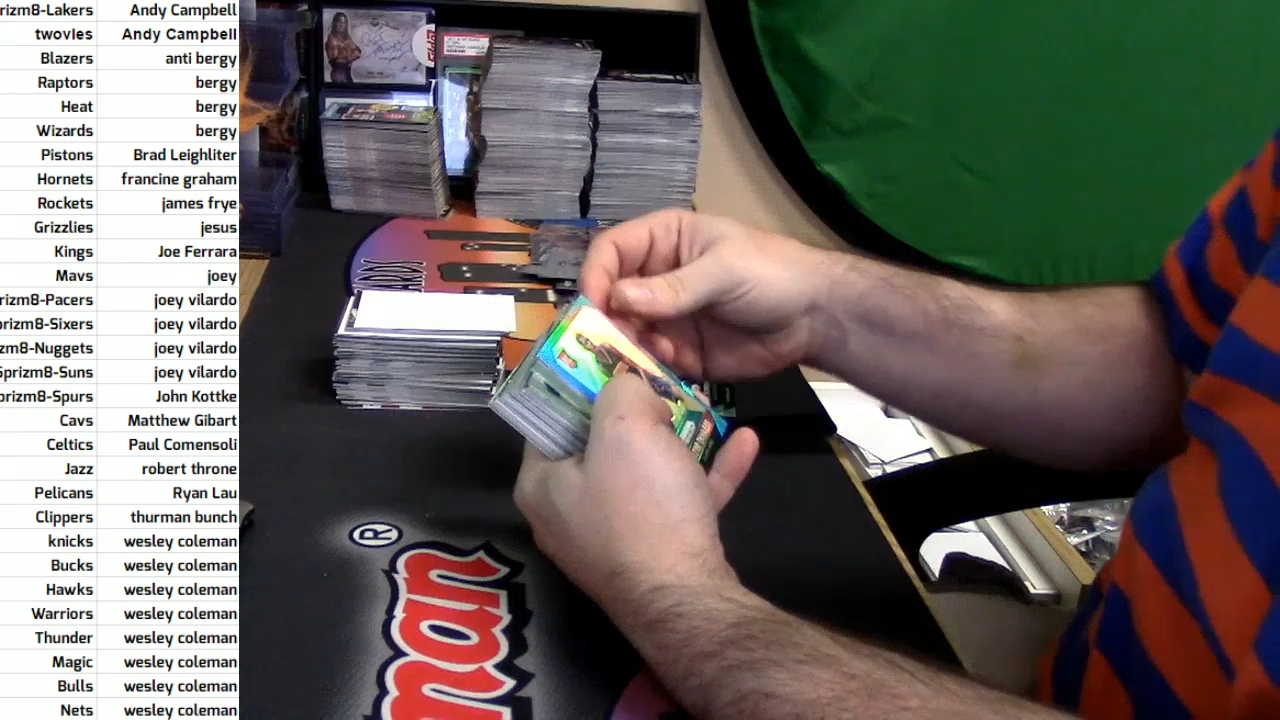 rizm8-Lakers Andy Campbell
twovles Andy Campbell
Blazers anti bergy
Raptors bergy
Heat bergy
Wizards bergy
Pistons Brad Leighliter
Hornets francine graham
Rockets james frye
Grizzlies jesus
Kings Joe Ferrara
Mavs joey
rizm8-Pacers joey vilardo
prizm8-Sixers joey vilardo
zm8-Nuggets joey vilardo
Sprizm8-Suns joey vilardo
prizm8-Spurs John Kottke
Cavs Matthew Gibart
Celtics Paul Comensoli
Jazz robert throne
Pelicans Ryan Lau
Clippers thurman bunch
knicks wesley coleman
Bucks wesley coleman
Hawks wesley coleman
Warriors wesley coleman
Thunder wesley coleman
Magic wesley coleman
Bulls wesley coleman
Nets wesley coleman
ARDS
man ®